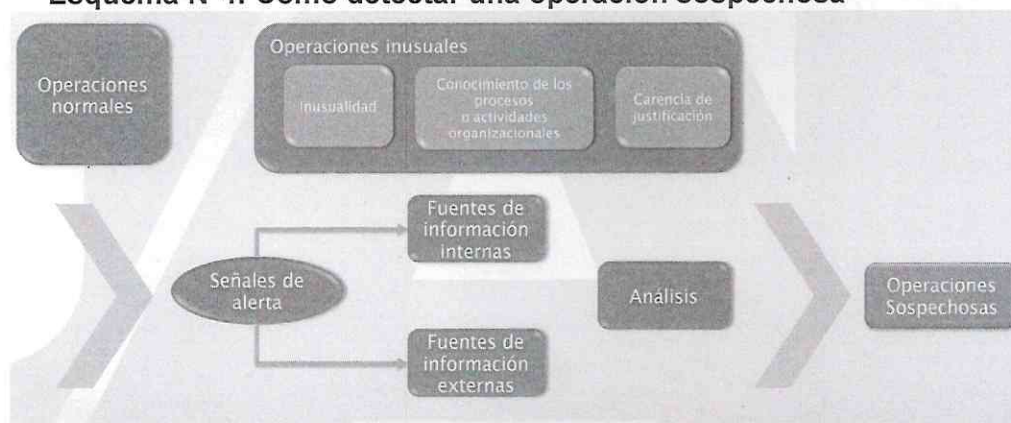 Esquema N° 4. Cómo detectar una operación sospechosa
Operaciones
normales
Operaciones inusuales
Inusualidad
Conocimiento de los
procesos
o actividades
organizacionales
Carencia de
justificación
Señales de
alerta
Fuentes de
información
internas
Fuentes de
información
externas
Análisis
Operaciones
Sospechosas